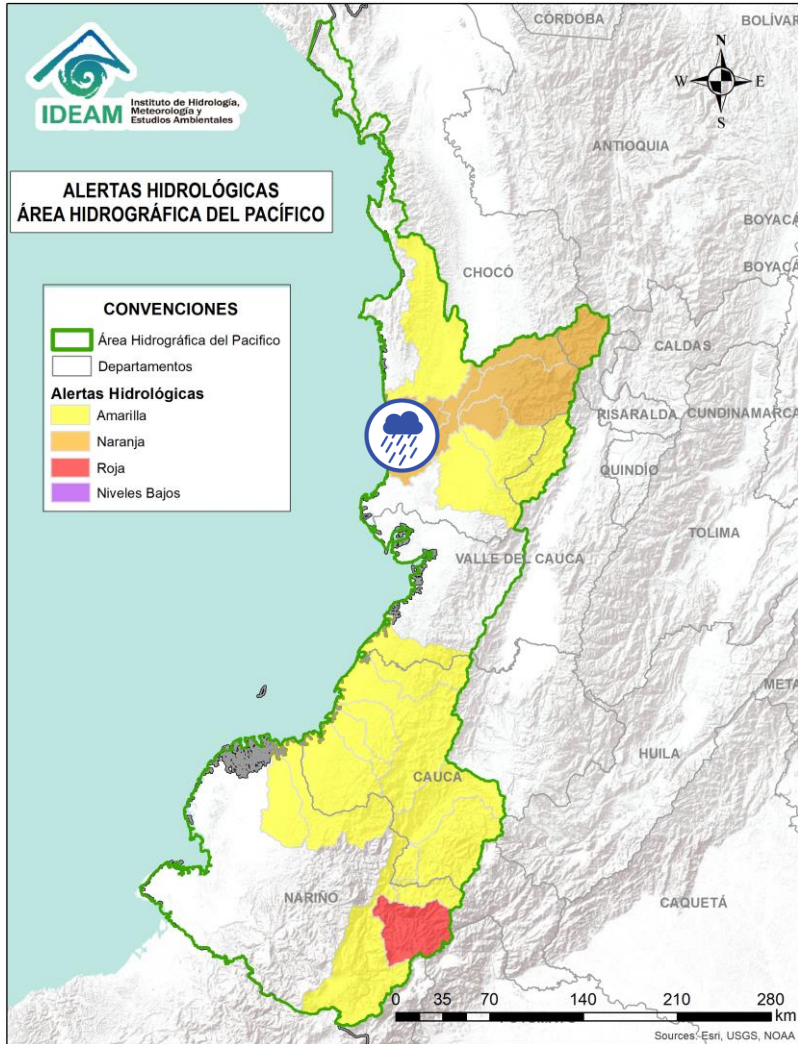 CÓRDOBA
BOLÍVAR
IDEAM
Instituto de Hidrología,
Meteorología y
Estudios Ambientales
N
W
E
S
ANTIOQUIA
ALERTAS HIDROLÓGICAS
ÁREA HIDROGRÁFICA DEL PACÍFICO
BOYACÁ
CHOCÓ
BOYACÁ
CONVENCIONES
Área Hidrográfica del Pacifico
Departamentos
Alertas Hidrológicas
Amarilla
Naranja
Roja
Niveles Bajos
CALDAS
RISARALDA
CUNDINAMARCA
QUINDÍO
TOLIMA
VALLE DEL CAUCA
META
HUILA
CAUCA
NARIÑO
CAQUETÁ
0 35 70 140 210 280
km
Sources: Esri, USGS, NOAA